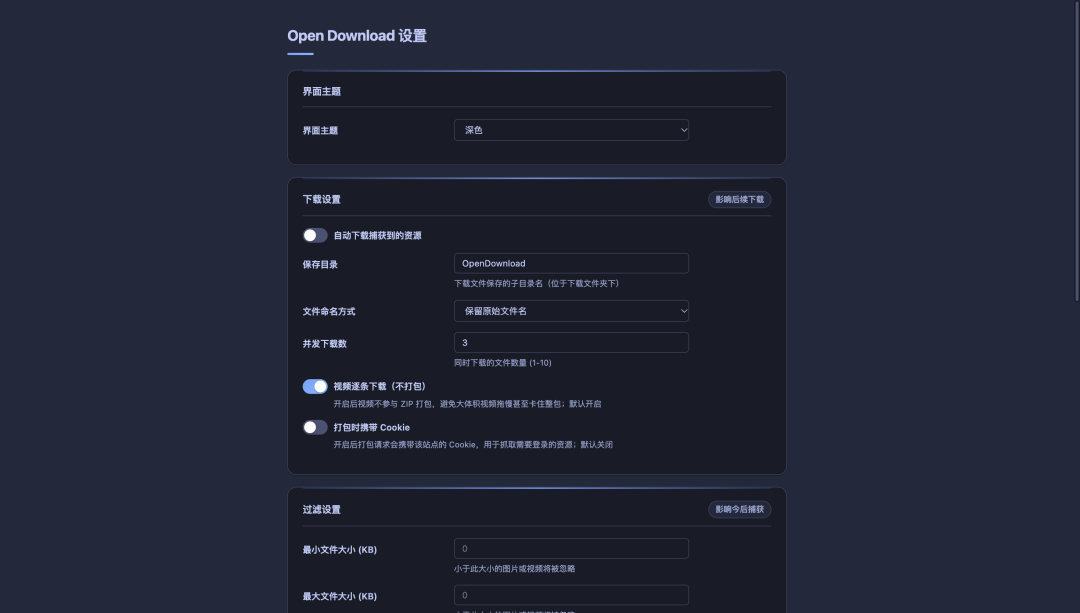 Open Download 设置
界面主题
界面主题
深色
下载设置
影响后续下载
自动下载捕获到的资源
保存目录
OpenDownload
下载文件保存的子目录名（位于下载文件夹下）
文件命名方式
保留原始文件名
并发下载数
3
同时下载的文件数量 (1-10)
视频逐条下载（不打包）
开启后视频不参与 ZIP 打包，避免大体积视频拖慢甚至卡住整包；默认开启
打包时携带 Cookie
开启后打包请求会携带该站点的 Cookie，用于抓取需要登录的资源；默认关闭
过滤设置
影响今后捕获
最小文件大小 (KB)
0
小于此大小的图片或视频将被忽略
最大文件大小 (KB)
0